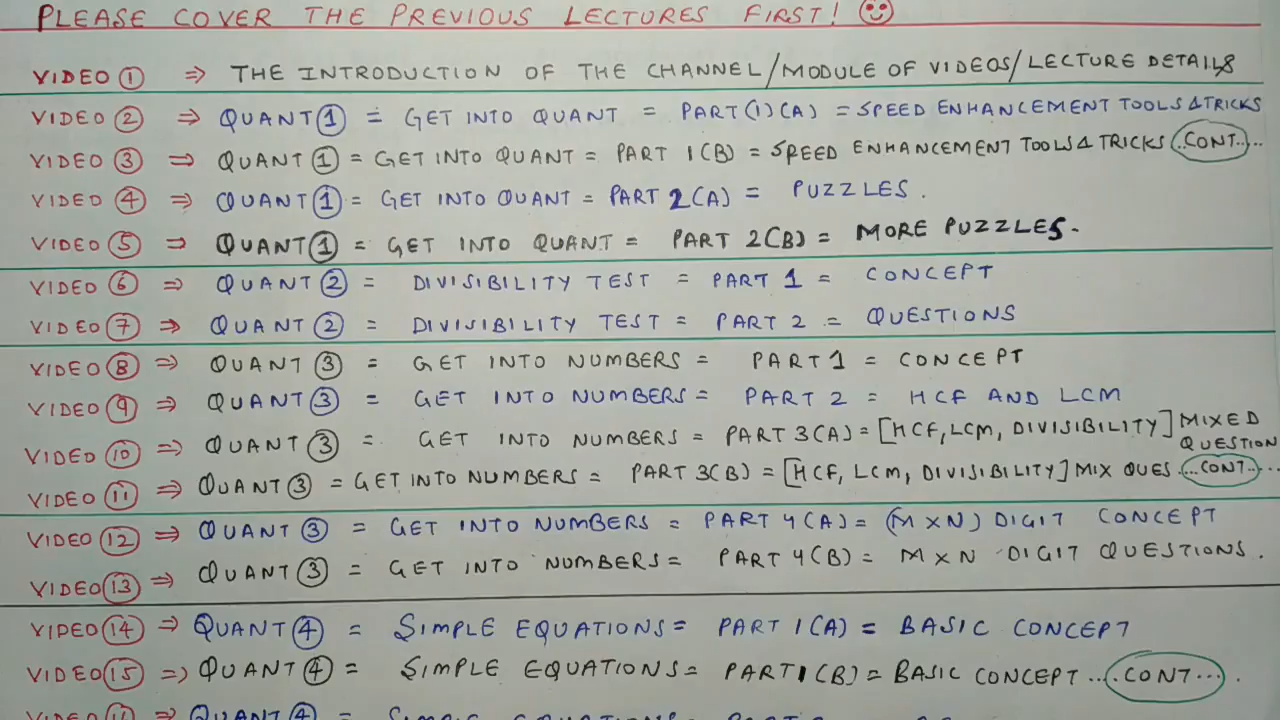 PLEASE COVER THE PREVIOUS LECTURES FIRST!
VIDEO 1 ⇒ THE INTRODUCTION OF THE CHANNEL/MODULE OF VIDEOS/LECTURE DETAILS
VIDEO 2 ⇒ QUANT 1 = GET INTO QUANT = PART(1)(A) = SPEED ENHANCEMENT TOOLS & TRICKS
VIDEO 3 ⇒ QUANT 1 = GET INTO QUANT = PART 1(B) = SPEED ENHANCEMENT TOOLS & TRICKS ..CONT.....
VIDEO 4 ⇒ QUANT 1 = GET INTO QUANT = PART 2(A) = PUZZLES.
VIDEO 5 ⇒ QUANT 1 = GET INTO QUANT = PART 2(B) = MORE PUZZLES.
VIDEO 6 ⇒ QUANT 2 = DIVISIBILITY TEST = PART 1 = CONCEPT
VIDEO 7 ⇒ QUANT 2 = DIVISIBILITY TEST = PART 2 = QUESTIONS
VIDEO 8 ⇒ QUANT 3 = GET INTO NUMBERS = PART 1 = CONCEPT
VIDEO 9 ⇒ QUANT 3 = GET INTO NUMBERS = PART 2 = HCF AND LCM
VIDEO 10 ⇒ QUANT 3 = GET INTO NUMBERS = PART 3(A) = [HCF, LCM, DIVISIBILITY] MIXED QUESTION
VIDEO 11 ⇒ QUANT 3 = GET INTO NUMBERS = PART 3(B) = [HCF, LCM, DIVISIBILITY] MIX QUES...CONT.....
VIDEO 12 ⇒ QUANT 3 = GET INTO NUMBERS = PART 4(A) = (M×N) DIGIT CONCEPT
VIDEO 13 ⇒ QUANT 3 = GET INTO NUMBERS = PART 4(B) = M×N DIGIT QUESTIONS.
VIDEO 14 ⇒ QUANT 4 = SIMPLE EQUATIONS = PART 1(A) = BASIC CONCEPT
VIDEO 15 ⇒ QUANT 4 = SIMPLE EQUATIONS = PART 1(B) = BASIC CONCEPT ...CONT....